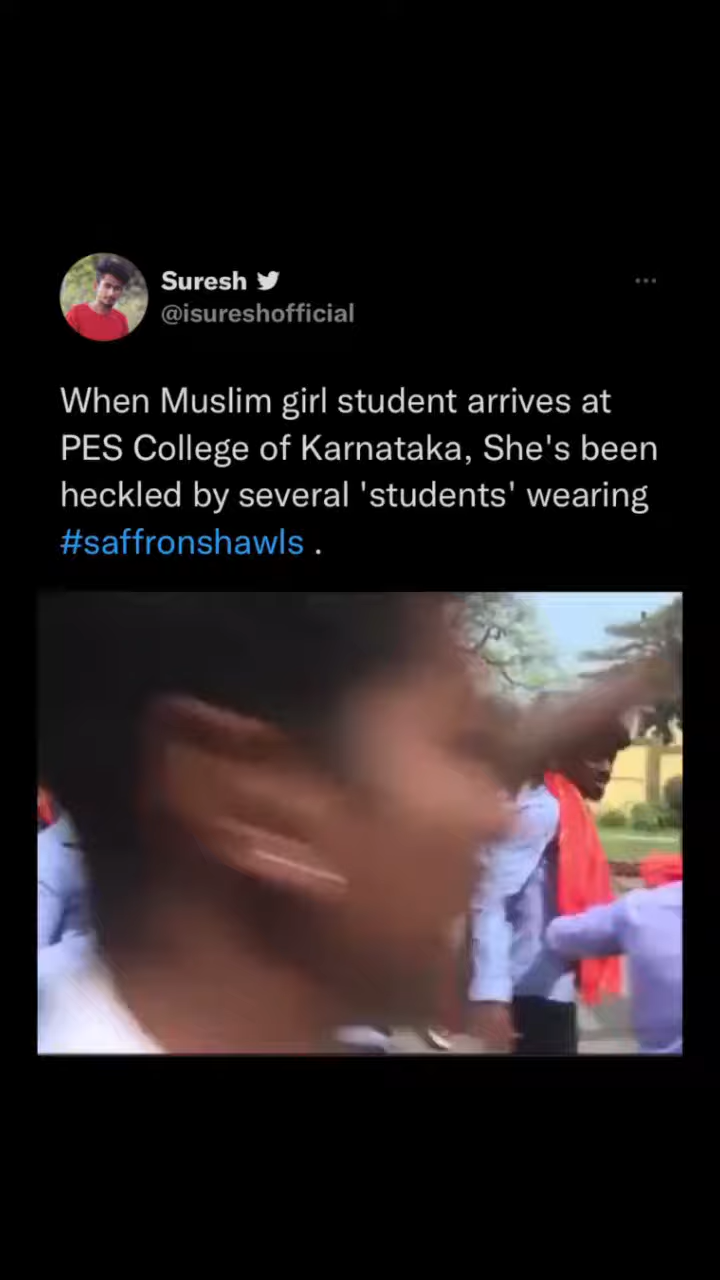 Suresh
@isureshofficial
When Muslim girl student arrives at
PES College of Karnataka, She's been
heckled by several 'students' wearing
#saffronshawls .